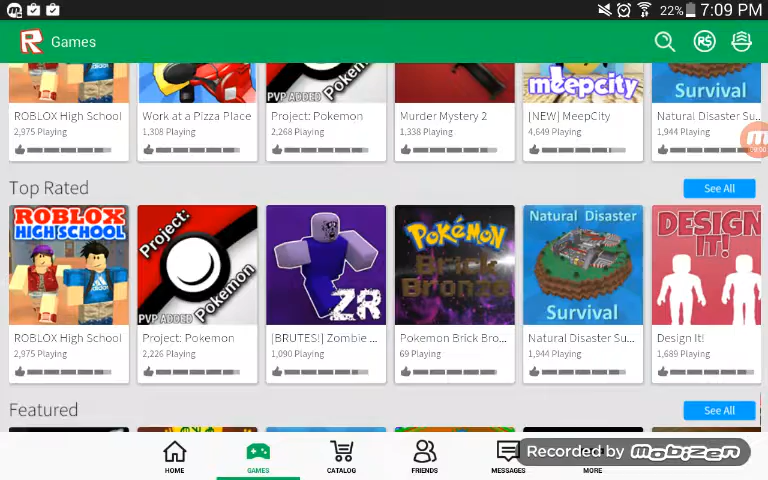 22% 7:09 PM
R Games R$
PVP ADDED Pokemon
meepcity
Survival
ROBLOX High School
Work at a Pizza Place
Project: Pokemon
Murder Mystery 2
[NEW] MeepCity
Natural Disaster Su...
2,975 Playing
1,308 Playing
2,268 Playing
1,338 Playing
4,649 Playing
1,944 Playing
Top Rated
See All
ROBLOX
HIGH SCHOOL
Project:
Pokemon
PVP ADDED
ZR
Pokémon
Brick
Bronze
Natural Disaster
Survival
DESIGN
IT!
ROBLOX High School
Project: Pokemon
[BRUTES!] Zombie ...
Pokemon Brick Bro...
Natural Disaster Su...
Design It!
2,975 Playing
2,226 Playing
1,090 Playing
69 Playing
1,944 Playing
1,689 Playing
Featured
See All
Recorded by MOBIZEN
HOME
GAMES
CATALOG
FRIENDS
MESSAGES
MORE